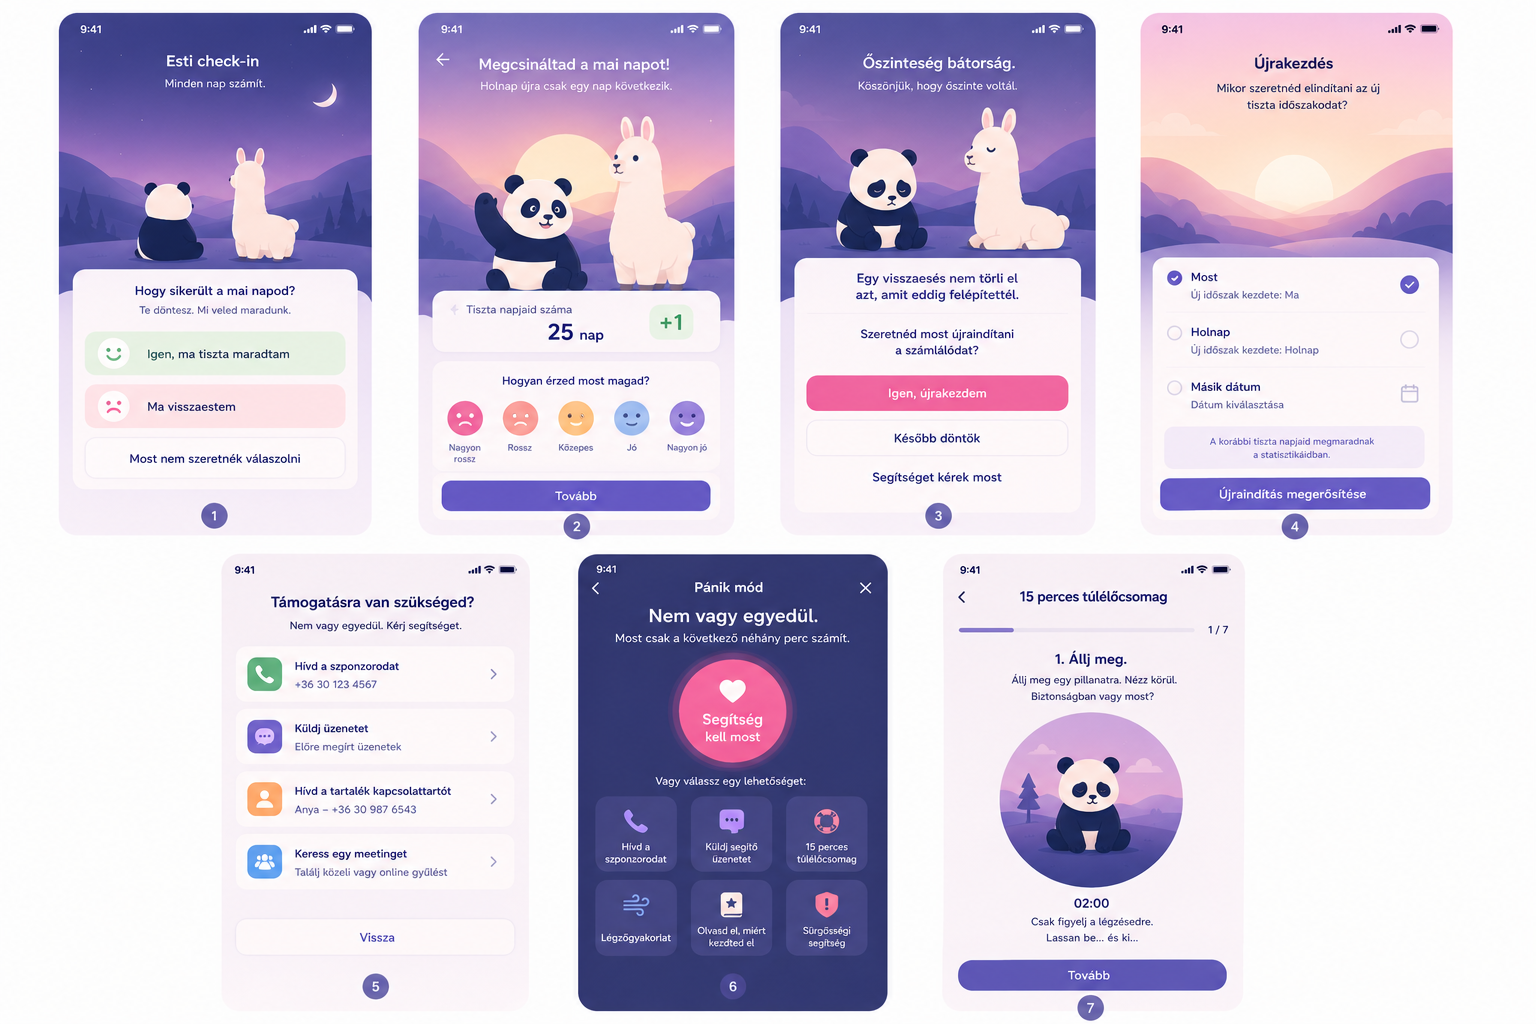 9:41
Esti check-in
Minden nap számít.
Hogy sikerült a mai napod?
Te döntesz. Mi veled maradunk.
Igen, ma tiszta maradtam
Ma visszaestem
Most nem szeretnék válaszolni
1
9:41
Megcsináltad a mai napot!
Holnap újra csak egy nap következik.
Tiszta napjaid száma
25 nap
+1
Hogyan érzed most magad?
Nagyon
rossz
Rossz
Közepes
Jó
Nagyon jó
Tovább
2
9:41
Őszinteség bátorság.
Köszönjük, hogy őszinte voltál.
Egy visszaesés nem törli el
azt, amit eddig felépítettél.
Szeretnéd most újraindítani
a számlálódat?
Igen, újrakezdem
Később döntök
Segítséget kérek most
3
9:41
Újrakezdés
Mikor szeretnéd elindítani az új
tiszta időszakodat?
Most
Új időszak kezdete: Ma
Holnap
Új időszak kezdete: Holnap
Másik dátum
Dátum kiválasztása
A korábbi tiszta napjaid megmaradnak
a statisztikáidban.
Újraindítás megerősítése
4
9:41
Támogatásra van szükséged?
Nem vagy egyedül. Kérj segítséget.
Hívd a szponzorodat
+36 30 123 4567
Küldj üzenetet
Előre megírt üzenetek
Hívd a tartalék kapcsolattartót
Anya – +36 30 987 6543
Keress egy meetinget
Találj közeli vagy online gyűlést
Vissza
5
9:41
Pánik mód
Nem vagy egyedül.
Most csak a következő néhány perc számít.
Segítség
kell most
Vagy válassz egy lehetőséget:
Hívd a
szponzorodat
Küldj segítő
üzenetet
15 perces
túlélőcsomag
Légzőgyakorlat
Olvasd el, miért
kezdted el
Sürgősségi
segítség
6
9:41
15 perces túlélőcsomag
1 / 7
1. Állj meg.
Állj meg egy pillanatra. Nézz körül.
Biztonságban vagy most?
02:00
Csak figyelj a légzésedre.
Lassan be... és ki...
Tovább
7